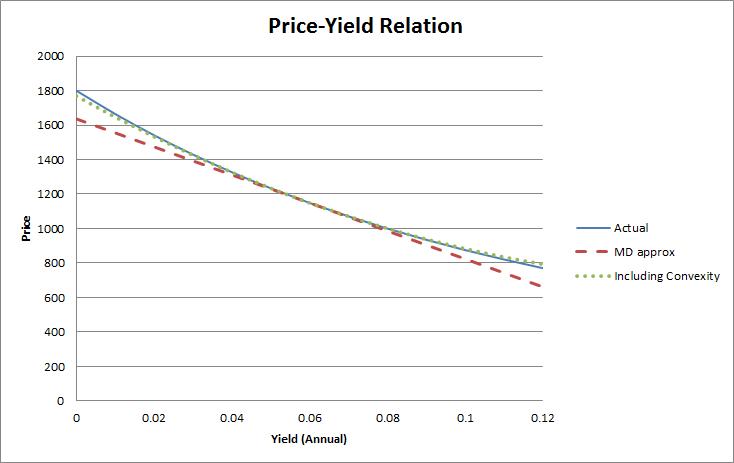 Price-Yield Relation
2000
1800
1600
1400
1200
1000
800
600
400
200
0
Price
0 0.02 0.04 0.06 0.08 0.1 0.12
Yield (Annual)
Actual
MD approx
Including Convexity